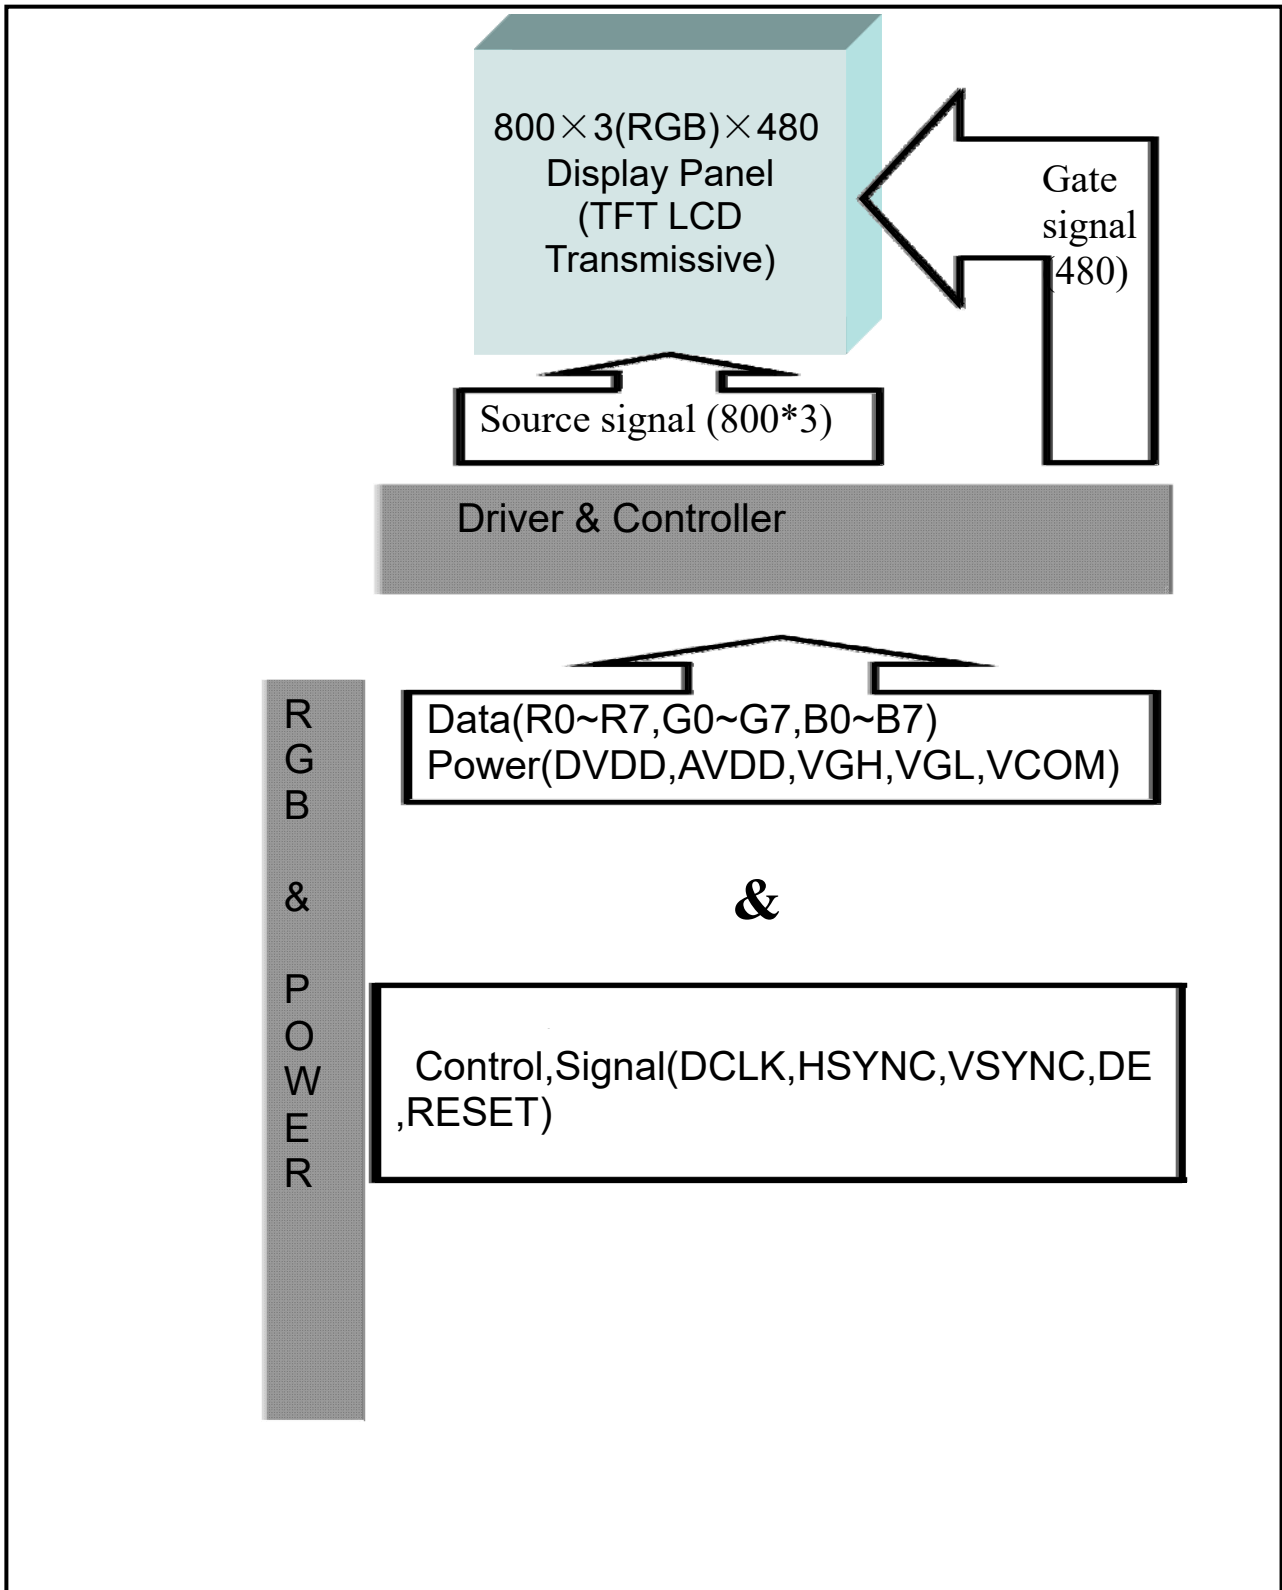 800×3(RGB)×480
Display Panel
(TFT LCD
Transmissive)
Gate
signal
(480)
Source signal (800*3)
Driver & Controller
R
G
B
&
P
O
W
E
R
Data(R0~R7,G0~G7,B0~B7)
Power(DVDD,AVDD,VGH,VGL,VCOM)
&
Control,Signal(DCLK,HSYNC,VSYNC,DE
,RESET)